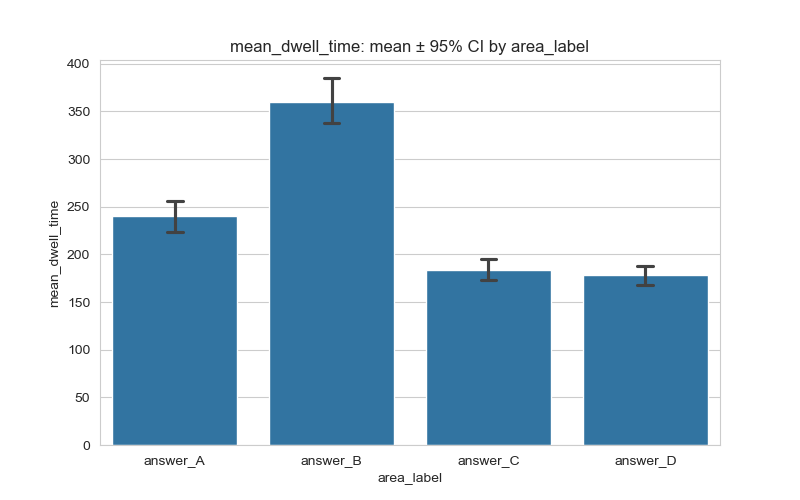 mean_dwell_time: mean ± 95% CI by area_label
400
350
300
250
200
150
100
50
0
mean_dwell_time
answer_A answer_B answer_C answer_D
area_label